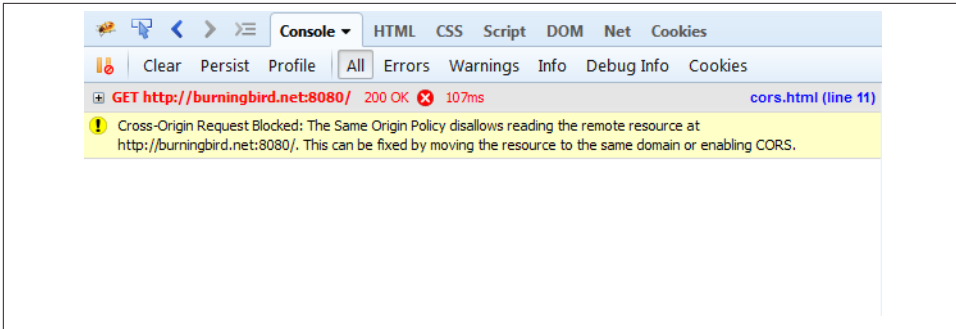 Console HTML CSS Script DOM Net Cookies
Clear Persist Profile All Errors Warnings Info Debug Info Cookies
GET http://burningbird.net:8080/ 200 OK 107ms cors.html (line 11)
Cross-Origin Request Blocked: The Same Origin Policy disallows reading the remote resource at
http://burningbird.net:8080/. This can be fixed by moving the resource to the same domain or enabling CORS.